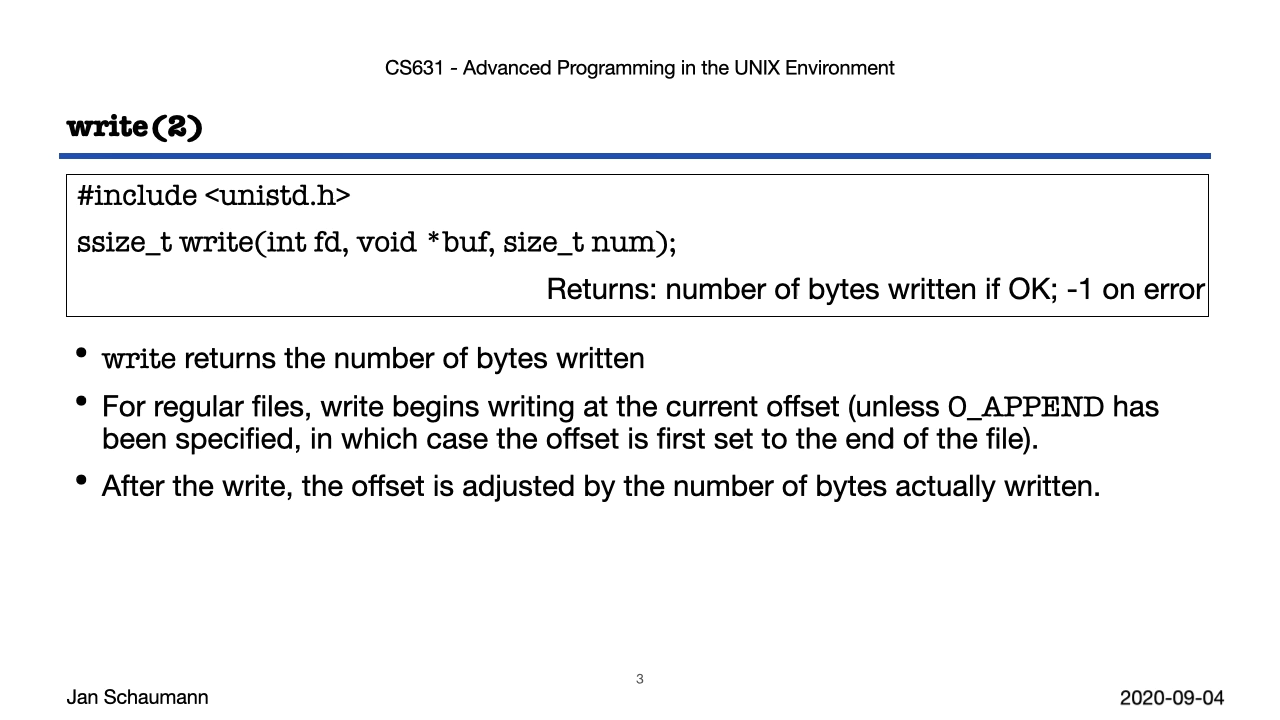 CS631 - Advanced Programming in the UNIX Environment
write(2)
#include <unistd.h>
ssize_t write(int fd, void *buf, size_t num);
Returns: number of bytes written if OK; -1 on error
• write returns the number of bytes written
• For regular files, write begins writing at the current offset (unless O_APPEND has
been specified, in which case the offset is first set to the end of the file).
• After the write, the offset is adjusted by the number of bytes actually written.
3
Jan Schaumann
2020-09-04